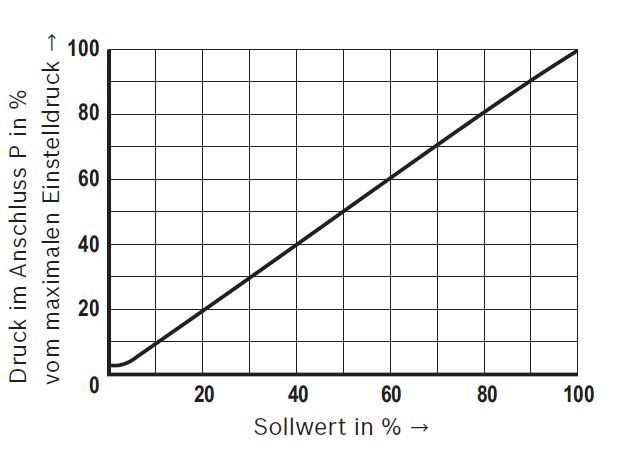 Druck im Anschluss P in %
vom maximalen Einstelldruck →
100
80
60
40
20
0
20 40 60 80 100
Sollwert in % →